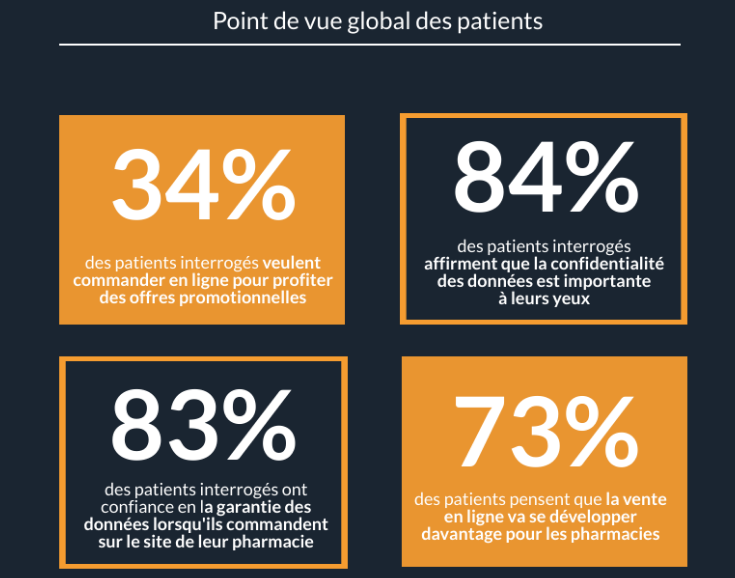 Point de vue global des patients
34%
des patients interrogés veulent
commander en ligne pour profiter
des offres promotionnelles
84%
des patients interrogés
affirment que la confidentialité
des données est importante
à leurs yeux
83%
des patients interrogés ont
confiance en la garantie des
données lorsqu'ils commandent
sur le site de leur pharmacie
73%
des patients pensent que la vente
en ligne va se développer
davantage pour les pharmacies